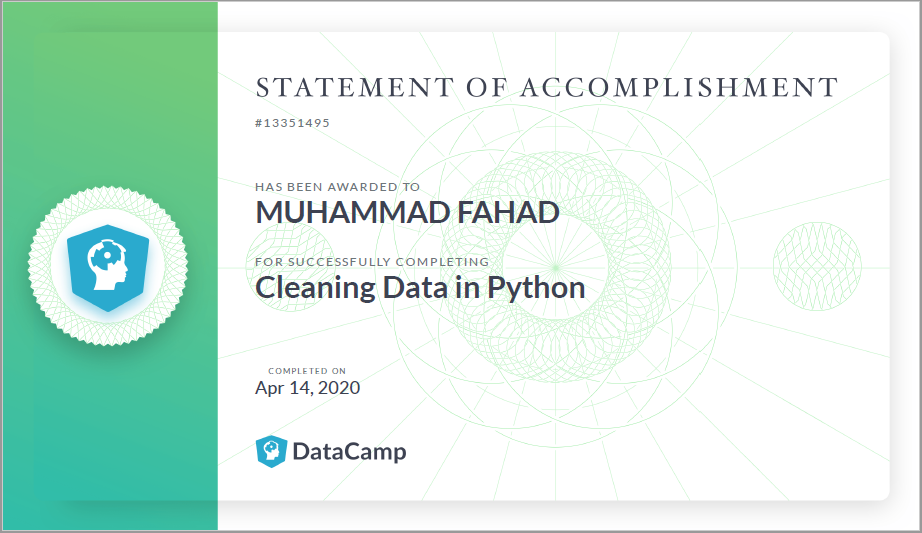 STATEMENT OF ACCOMPLISHMENT
#13351495
HAS BEEN AWARDED TO
MUHAMMAD FAHAD
FOR SUCCESSFULLY COMPLETING
Cleaning Data in Python
COMPLETED ON
Apr 14, 2020
DataCamp